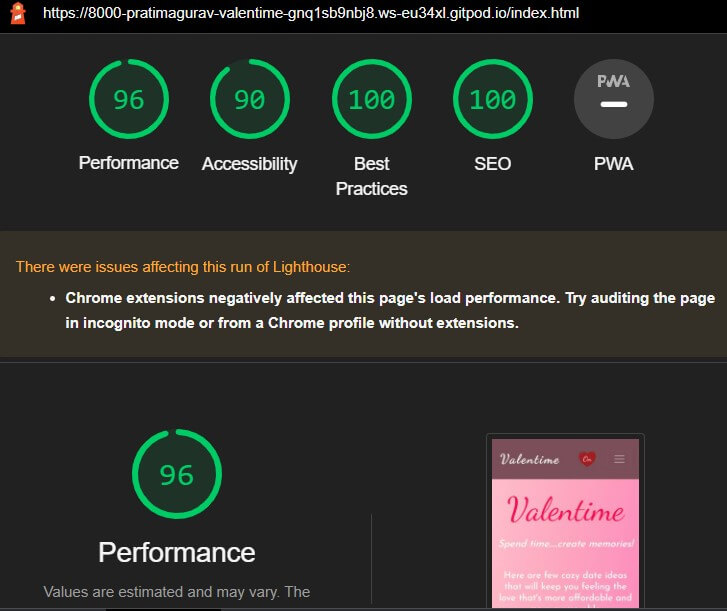 https://8000-pratimagurav-valentime-gnq1sb9nbj8.ws-eu34xl.gitpod.io/index.html
96
90
100
100
PWA
Performance
Accessibility
Best
Practices
SEO
PWA
There were issues affecting this run of Lighthouse:
• Chrome extensions negatively affected this page's load performance. Try auditing the page
in incognito mode or from a Chrome profile without extensions.
96
Performance
Values are estimated and may vary. The
Valentime
On
Valentime
Spend time...create memories!
Here are few cozy date ideas
that will keep you feeling the
love that's more affordable and